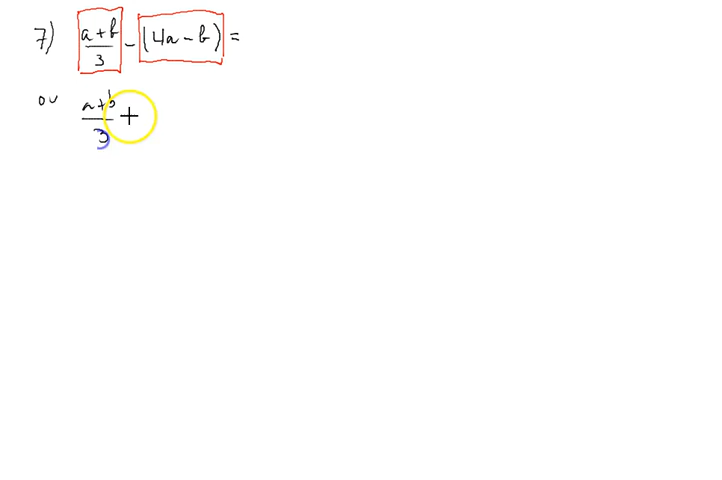 7) a+b/3 - (4a - b) =
ou a+b/3 +